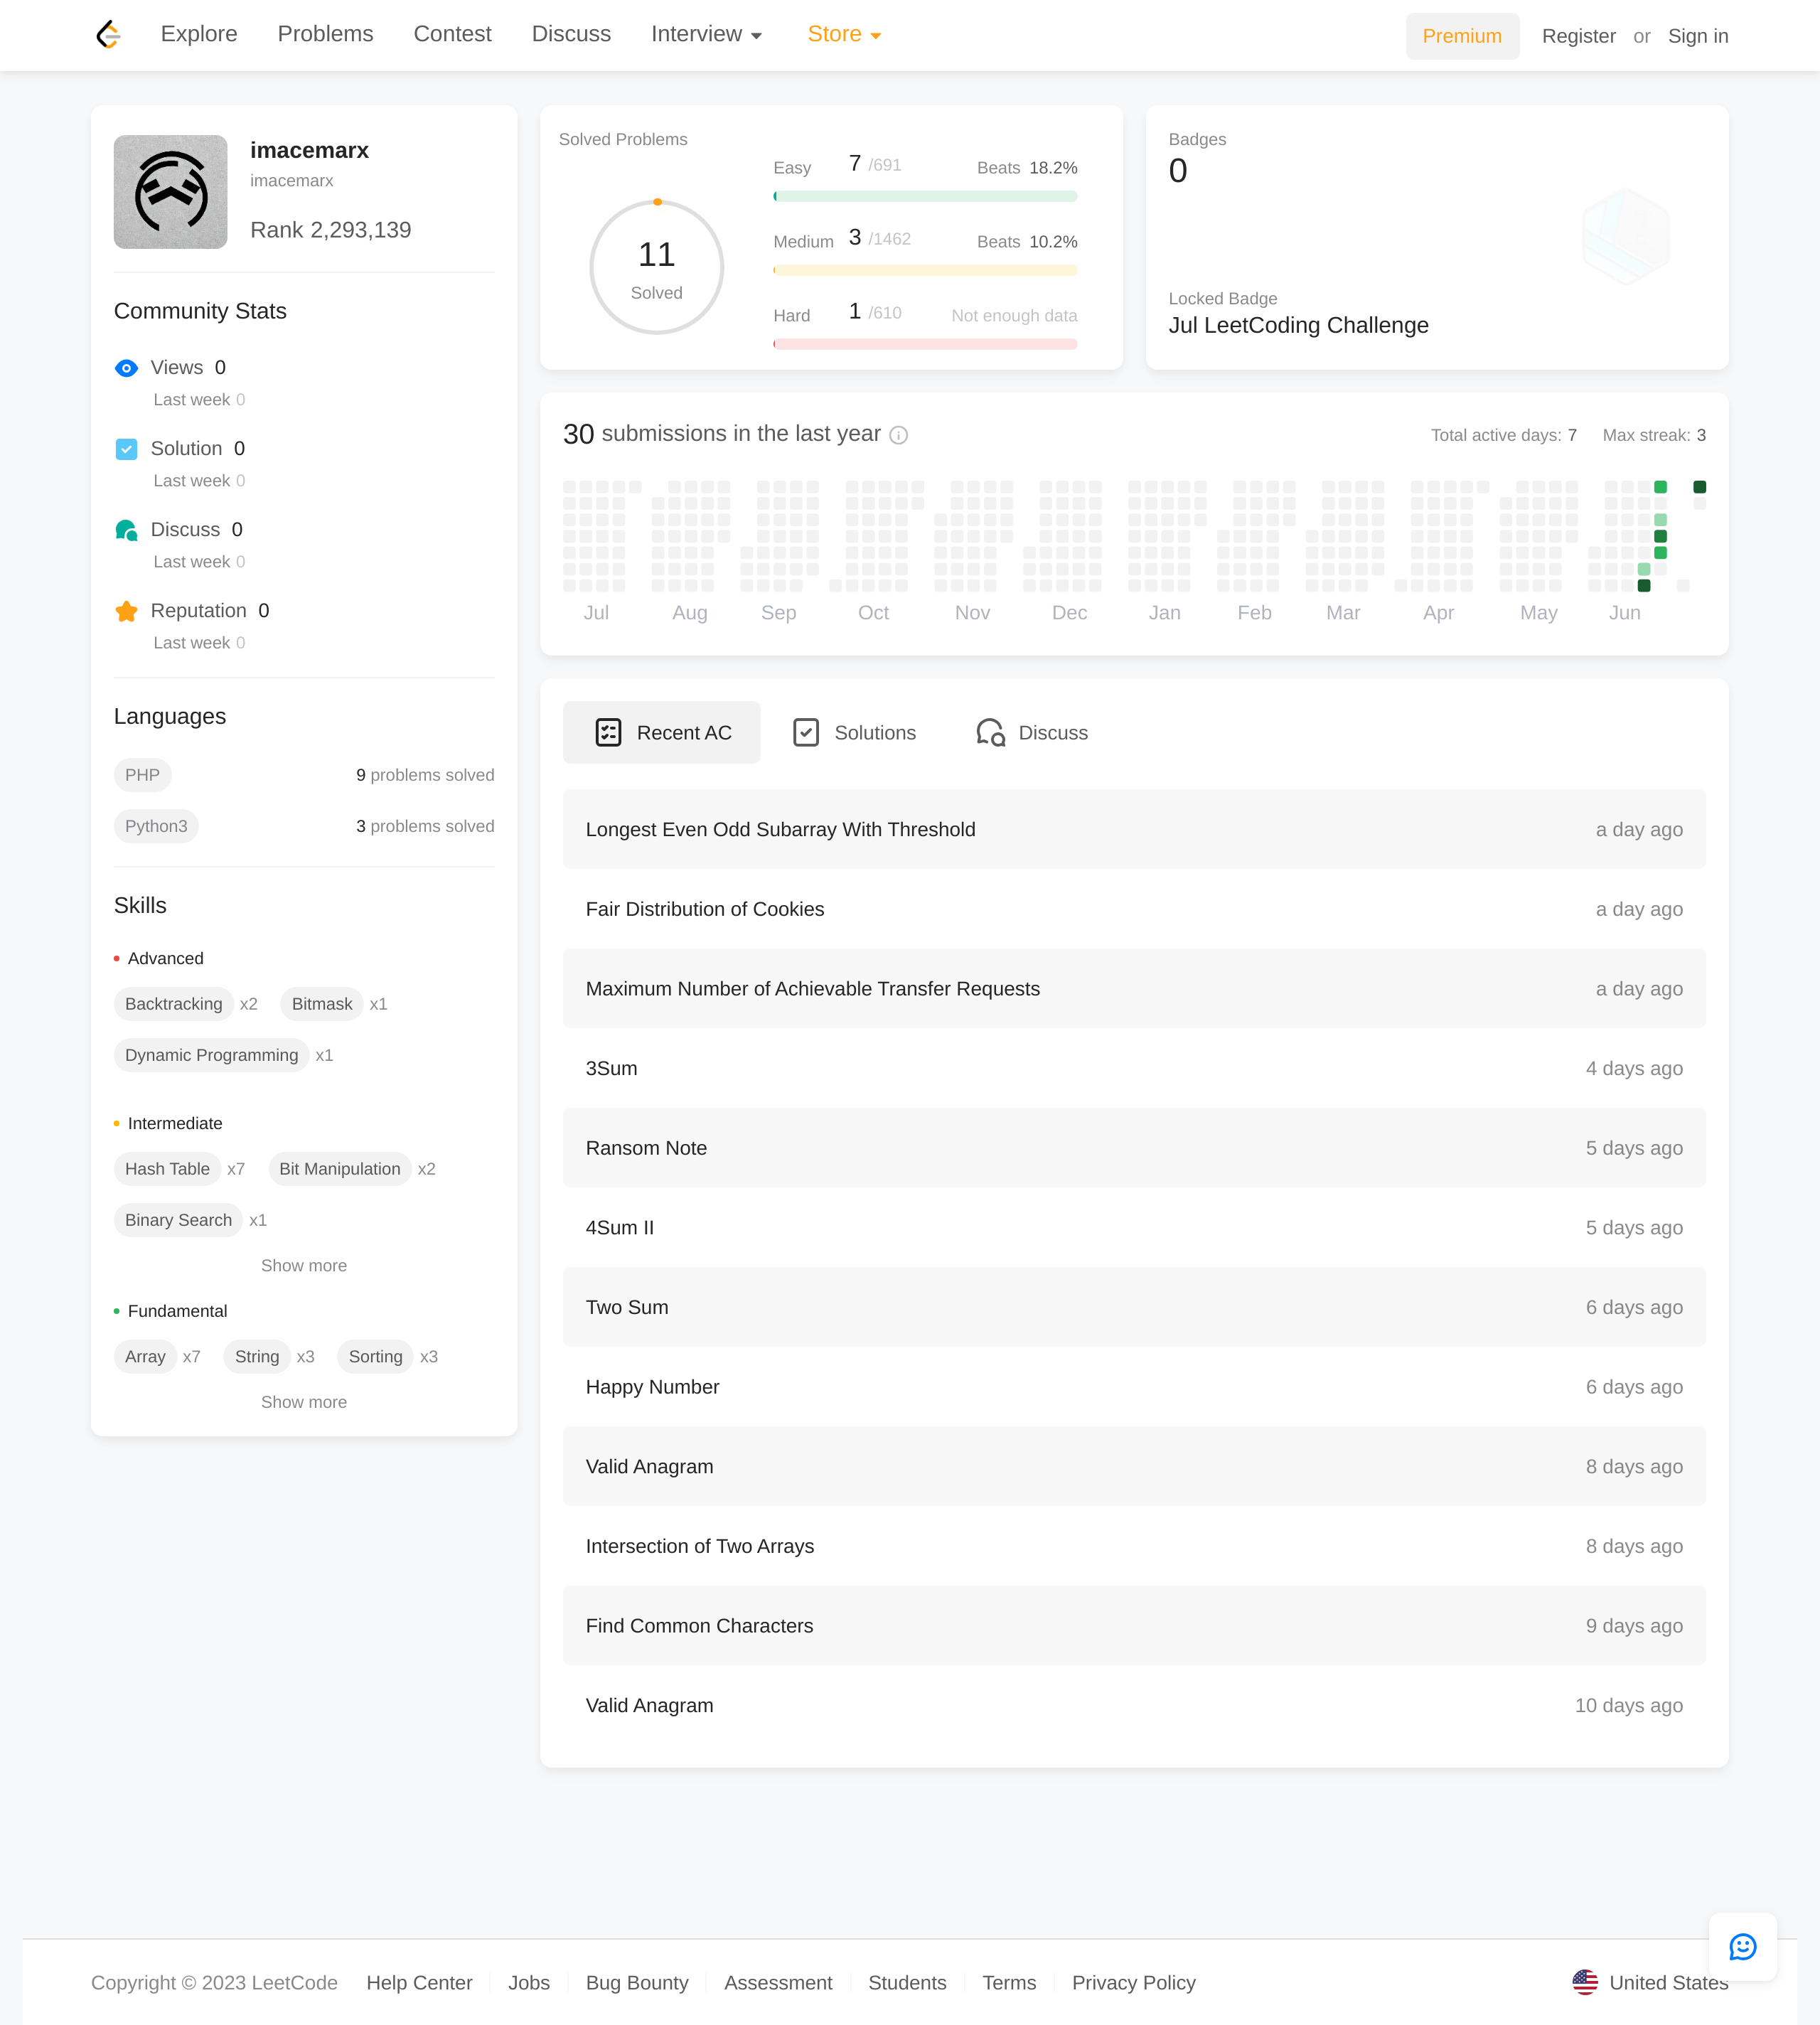 Explore Problems Contest Discuss Interview Store Premium Register or Sign in
imacemarx
imacemarx
Rank 2,293,139
Community Stats
Views 0
Last week 0
Solution 0
Last week 0
Discuss 0
Last week 0
Reputation 0
Last week 0
Languages
PHP 9 problems solved
Python3 3 problems solved
Skills
Advanced
Backtracking x2 Bitmask x1
Dynamic Programming x1
Intermediate
Hash Table x7 Bit Manipulation x2
Binary Search x1
Show more
Fundamental
Array x7 String x3 Sorting x3
Show more
Solved Problems
11
Solved
Easy 7 /691 Beats 18.2%
Medium 3 /1462 Beats 10.2%
Hard 1 /610 Not enough data
Badges
0
Locked Badge
Jul LeetCoding Challenge
30 submissions in the last year Total active days: 7 Max streak: 3
Jul Aug Sep Oct Nov Dec Jan Feb Mar Apr May Jun
Recent AC Solutions Discuss
Longest Even Odd Subarray With Threshold a day ago
Fair Distribution of Cookies a day ago
Maximum Number of Achievable Transfer Requests a day ago
3Sum 4 days ago
Ransom Note 5 days ago
4Sum II 5 days ago
Two Sum 6 days ago
Happy Number 6 days ago
Valid Anagram 8 days ago
Intersection of Two Arrays 8 days ago
Find Common Characters 9 days ago
Valid Anagram 10 days ago
Copyright © 2023 LeetCode Help Center Jobs Bug Bounty Assessment Students Terms Privacy Policy United States